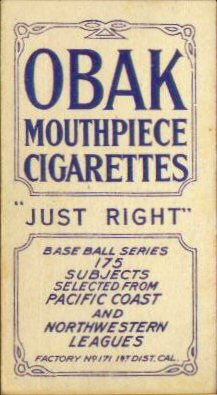 OBAK
MOUTHPIECE
CIGARETTES
"JUST RIGHT"
BASE BALL SERIES
175
SUBJECTS
SELECTED FROM
PACIFIC COAST
AND
NORTHWESTERN
LEAGUES
FACTORY Nº 171 1ST DIST. CAL.